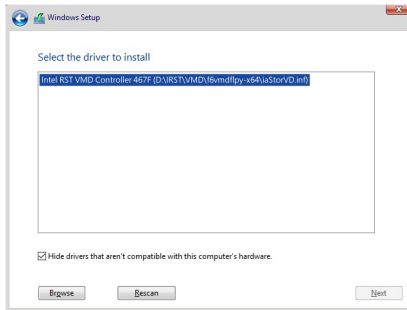 Windows Setup
Select the driver to install
Intel RST VMD Controller 467F (D:\IRST\VMD\f6vmdflpy-x64\iaStorVD.inf)
Hide drivers that aren't compatible with this computer's hardware.
Browse
Rescan
Next